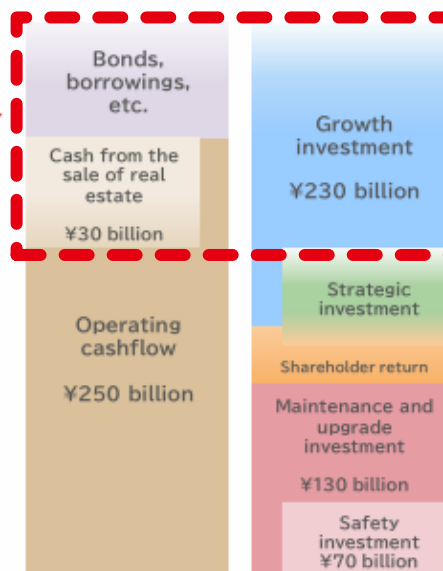 Bonds,
borrowings,
etc.
Cash from the
sale of real
estate
¥30 billion
Operating
cashflow
¥250 billion
Growth
investment
¥230 billion
Strategic
investment
Shareholder return
Maintenance and
upgrade
investment
¥130 billion
Safety
investment
¥70 billion